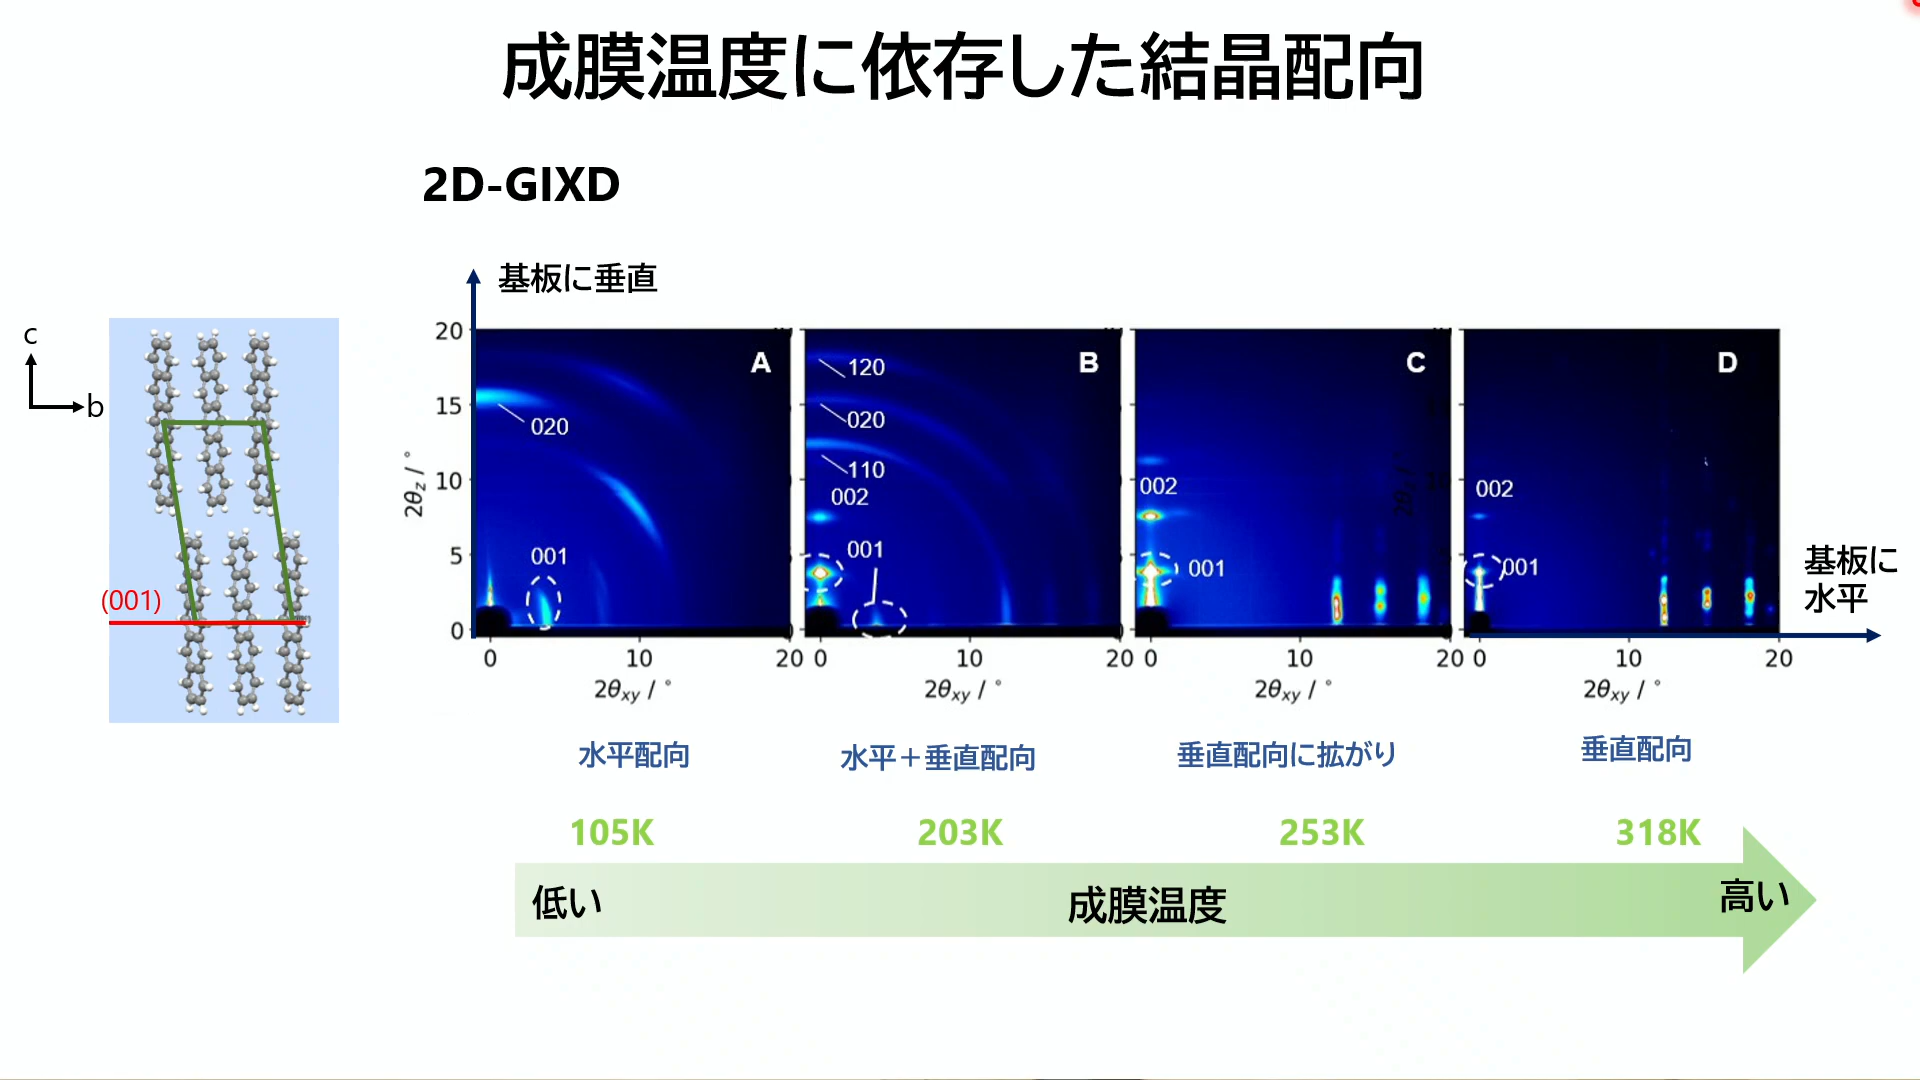 成膜温度に依存した結晶配向
2D-GIXD
基板に垂直
c
b
(001)
20
15
10
5
0
2θz / °
A
020
001
0
10
20
2θxy / °
B
120
020
110
002
001
0
10
20
2θxy / °
C
002
001
0
10
20
2θxy / °
D
002
001
0
10
20
2θxy / °
基板に
水平
水平配向
水平+垂直配向
垂直配向に拡がり
垂直配向
105K
203K
253K
318K
低い
成膜温度
高い